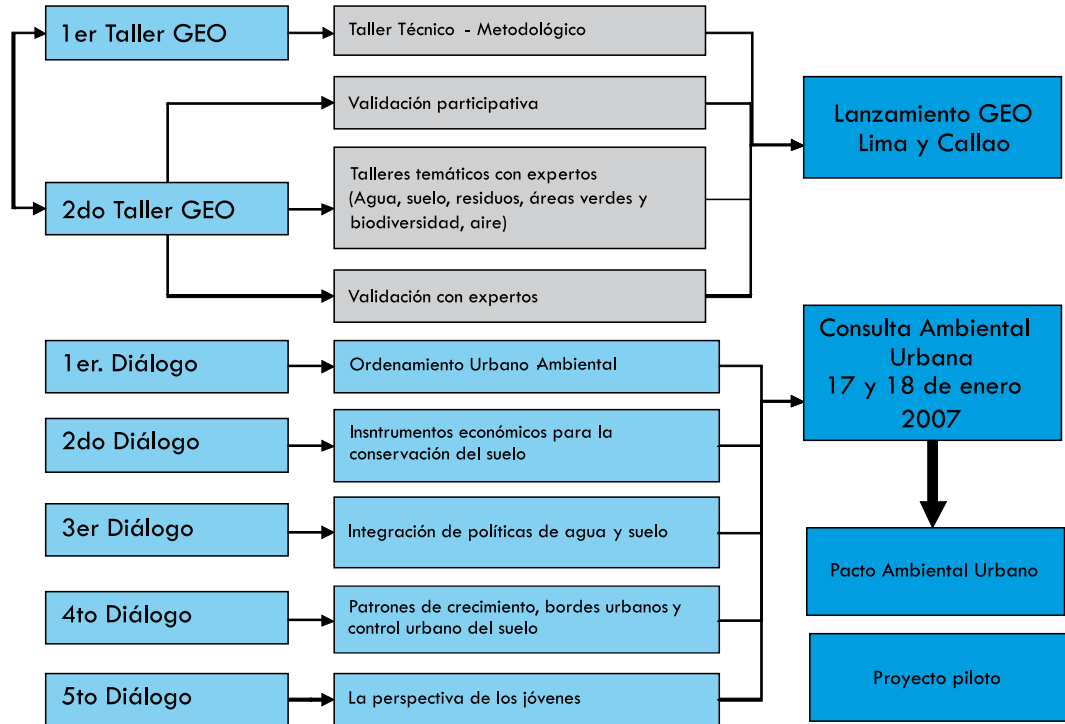 1er Taller GEO
Taller Técnico - Metodológico
Validación participativa
Lanzamiento GEO
Lima y Callao
2do Taller GEO
Talleres temáticos con expertos
(Agua, suelo, residuos, áreas verdes y
biodiversidad, aire)
Validación con expertos
1er. Diálogo
Ordenamiento Urbano Ambiental
Consulta Ambiental
Urbana
17 y 18 de enero
2007
2do Diálogo
Insntrumentos económicos para la
conservación del suelo
3er Diálogo
Integración de políticas de agua y suelo
Pacto Ambiental Urbano
4to Diálogo
Patrones de crecimiento, bordes urbanos y
control urbano del suelo
Proyecto piloto
5to Diálogo
La perspectiva de los jóvenes